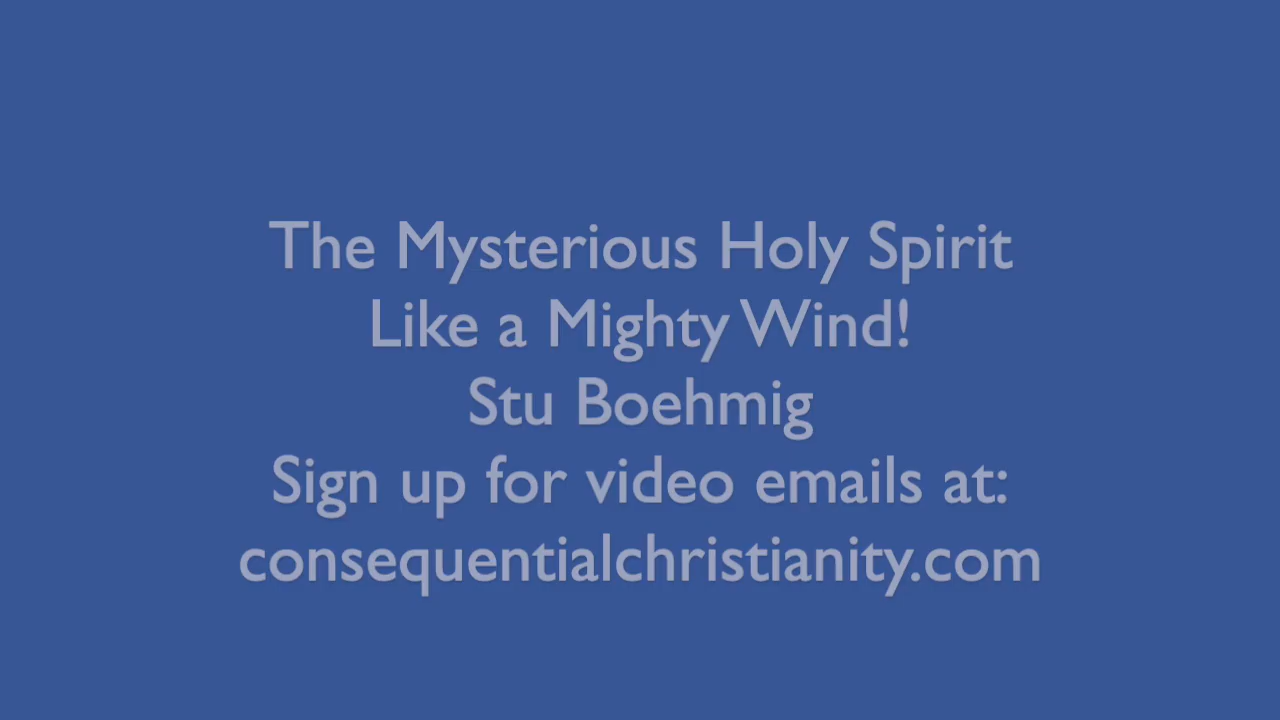 The Mysterious Holy Spirit
Like a Mighty Wind!
Stu Boehmig
Sign up for video emails at:
consequentialchristianity.com